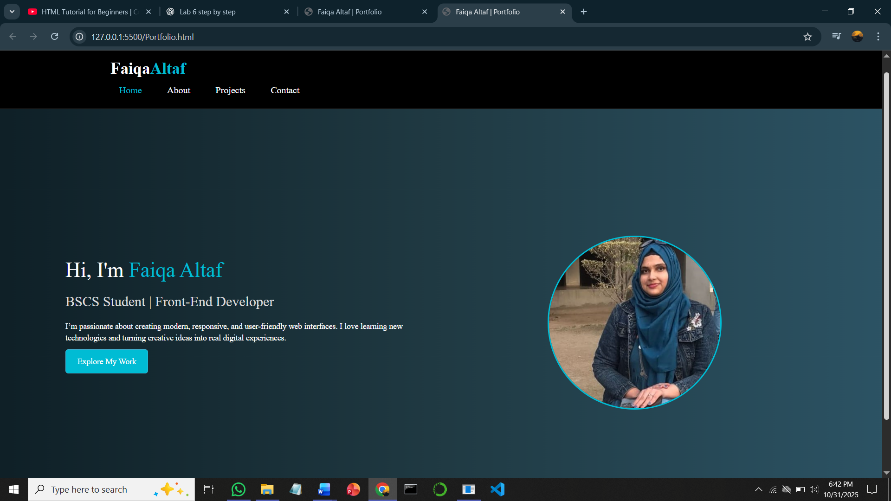 HTML Tutorial for Beginners | C
Lab 6 step by step
Faiqa Altaf | Portfolio
Faiqa Altaf | Portfolio
127.0.0.1:5500/Portfolio.html
FaiqaAltaf
Home About Projects Contact
Hi, I'm Faiqa Altaf
BSCS Student | Front-End Developer
I'm passionate about creating modern, responsive, and user-friendly web interfaces. I love learning new
technologies and turning creative ideas into real digital experiences.
Explore My Work
Type here to search
6:42 PM
10/31/2025